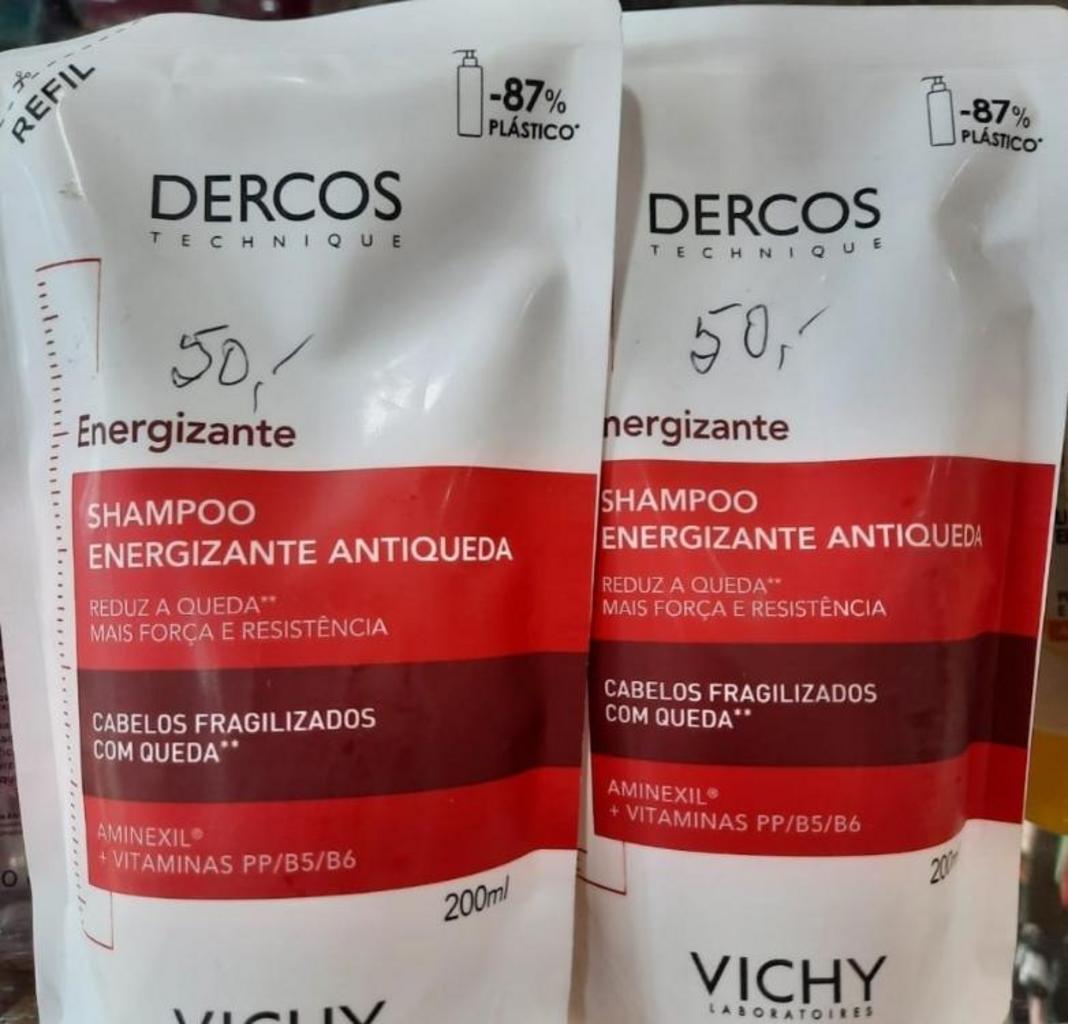 REFIL
-87%
PLÁSTICO*
DERCOS
TECHNIQUE
50,-
Energizante
SHAMPOO
ENERGIZANTE ANTIQUEDA
REDUZ A QUEDA**
MAIS FORÇA E RESISTÊNCIA
CABELOS FRAGILIZADOS
COM QUEDA**
AMINEXIL®
+ VITAMINAS PP/B5/B6
200ml
VICHY
-87%
PLÁSTICO*
DERCOS
TECHNIQUE
50,-
nergizante
SHAMPOO
ENERGIZANTE ANTIQUEDA
REDUZ A QUEDA**
MAIS FORÇA E RESISTÊNCIA
CABELOS FRAGILIZADOS
COM QUEDA**
AMINEXIL®
+ VITAMINAS PP/B5/B6
200m
VICHY
LABORATOIRES